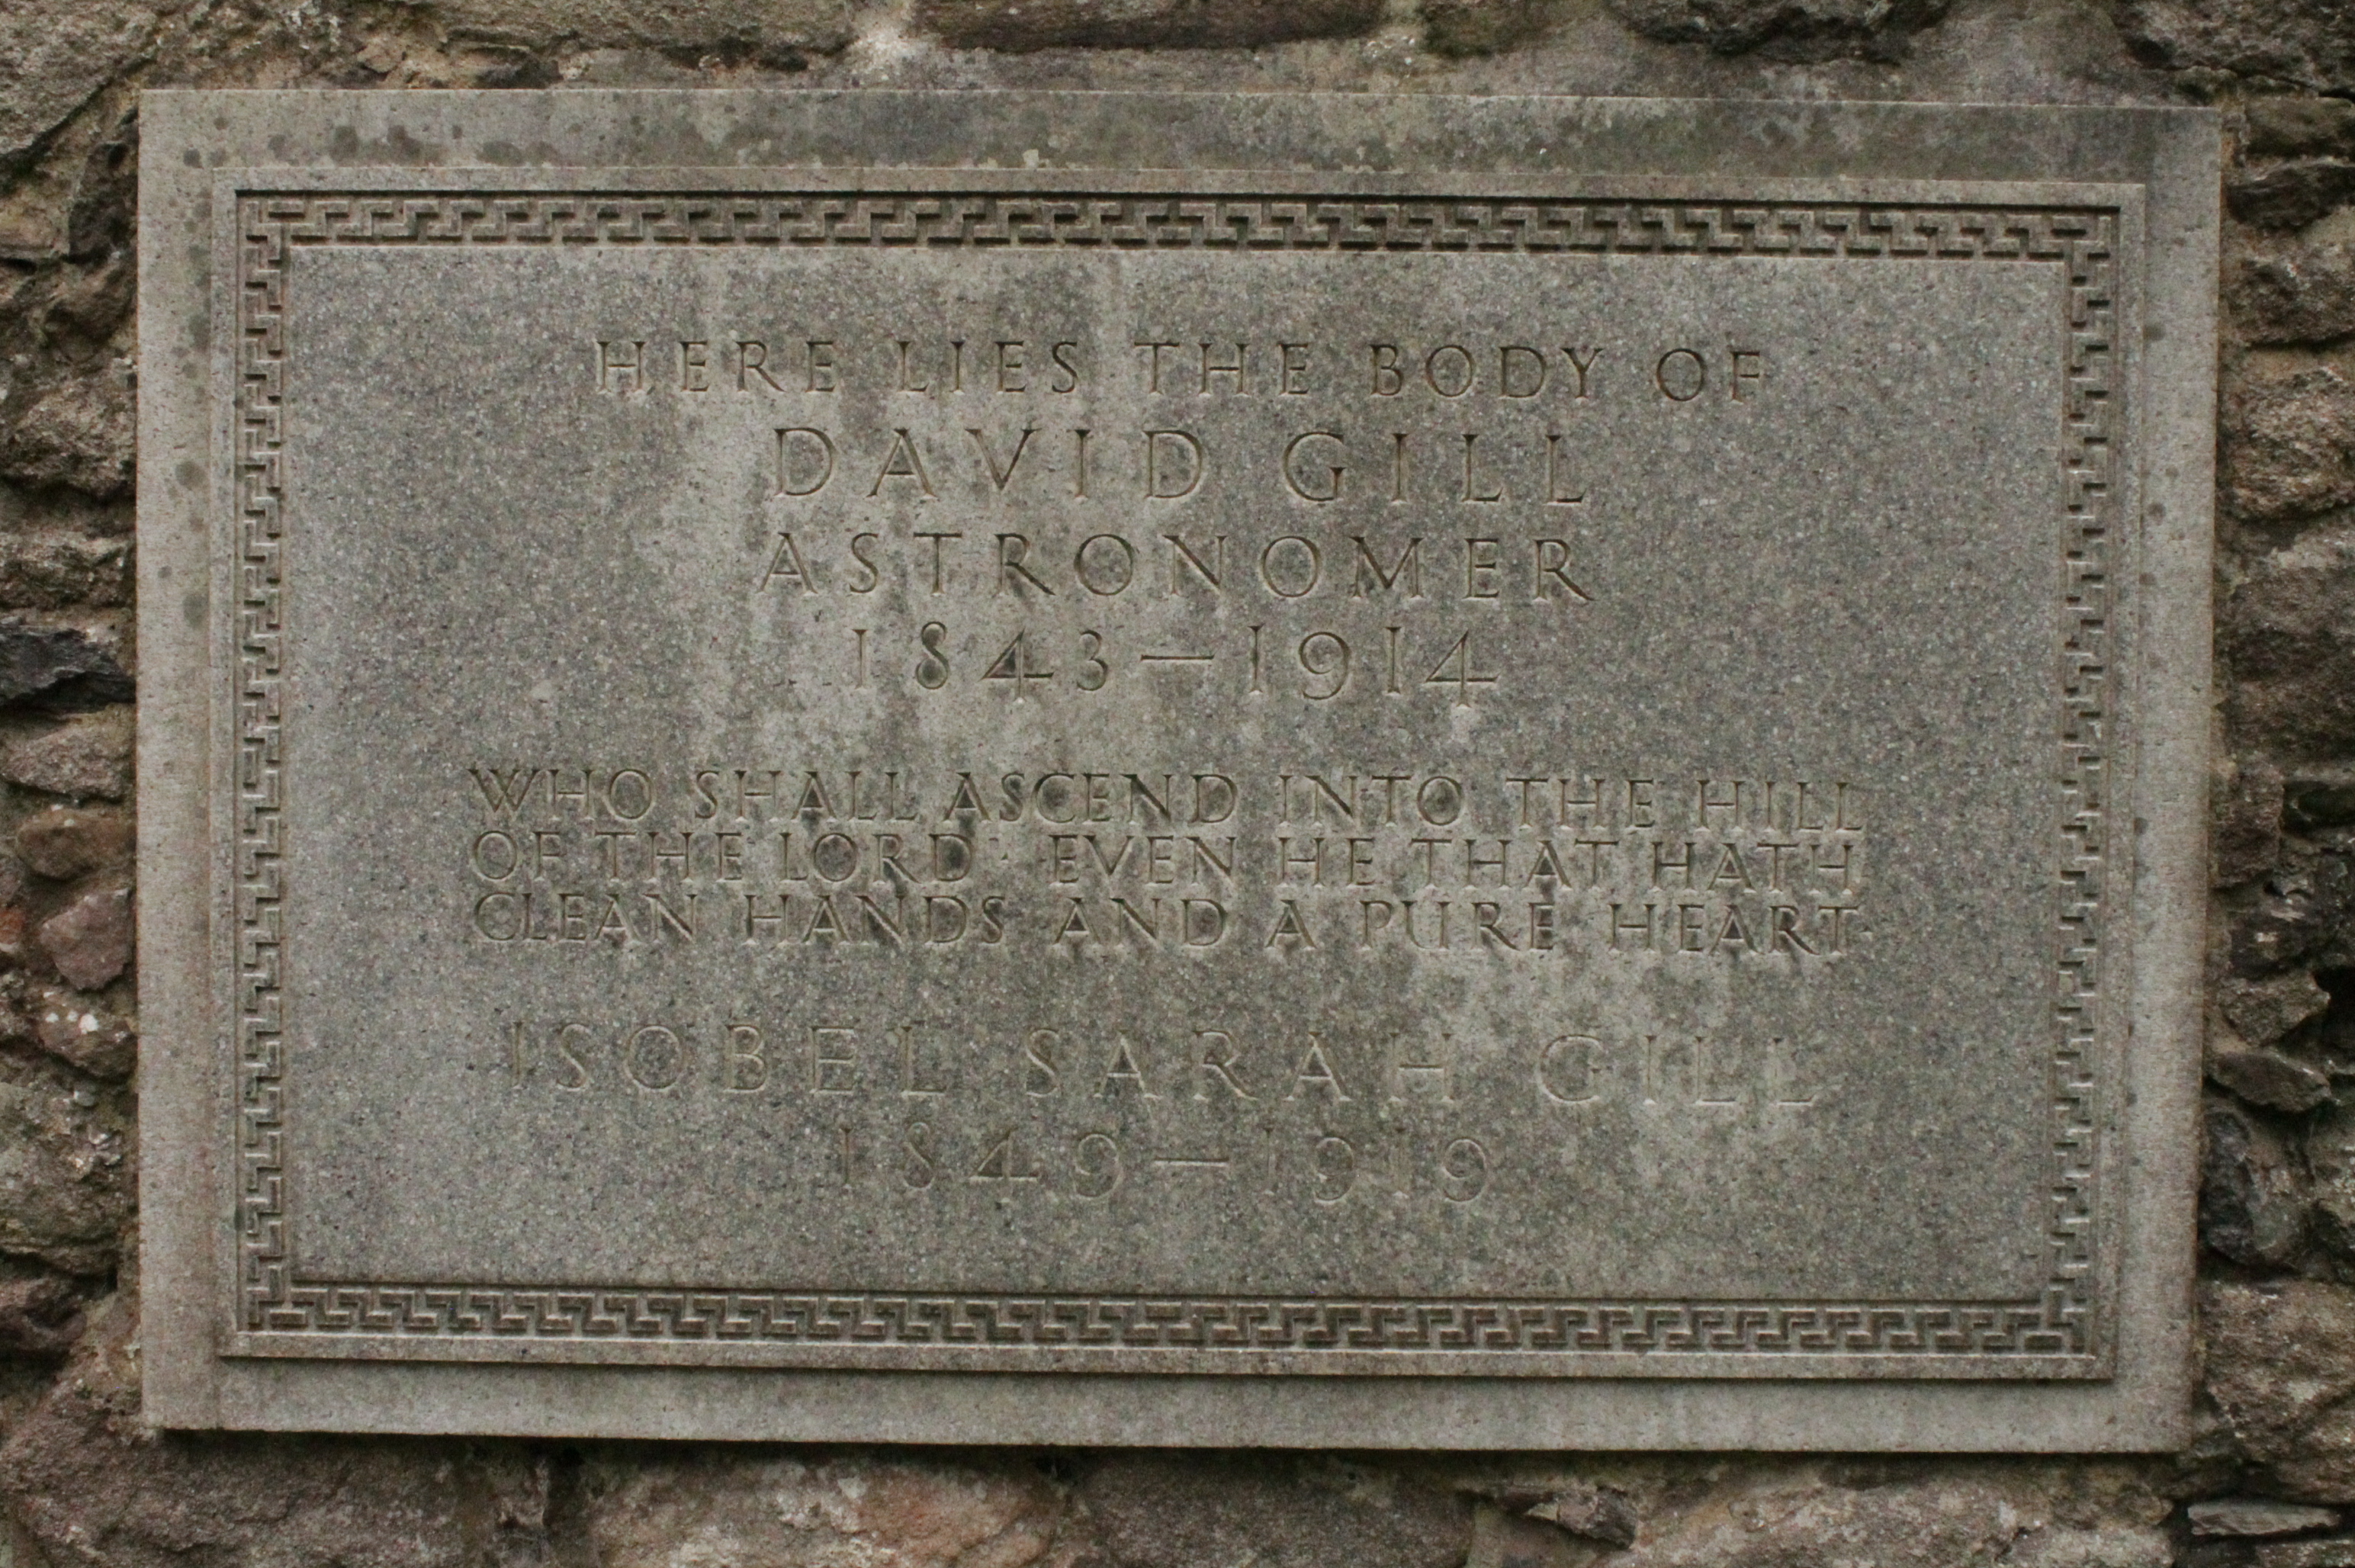 HERE LIES THE BODY OF
DAVID GILL
ASTRONOMER
1843—1914
WHO SHALL ASCEND INTO THE HILL
OF THE LORD · EVEN HE THAT HATH
CLEAN HANDS AND A PURE HEART·
ISOBEL SARAH GILL
1849—1919